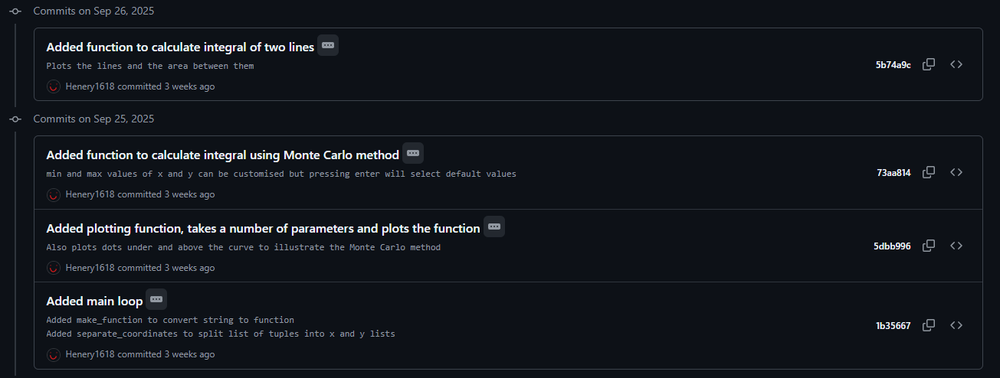 Commits on Sep 26, 2025
Added function to calculate integral of two lines
Plots the lines and the area between them
5b74a9c
Henery1618 committed 3 weeks ago
Commits on Sep 25, 2025
Added function to calculate integral using Monte Carlo method
min and max values of x and y can be customised but pressing enter will select default values
73aa814
Henery1618 committed 3 weeks ago
Added plotting function, takes a number of parameters and plots the function
Also plots dots under and above the curve to illustrate the Monte Carlo method
5dbb996
Henery1618 committed 3 weeks ago
Added main loop
Added make_function to convert string to function
Added separate_coordinates to split list of tuples into x and y lists
1b35667
Henery1618 committed 3 weeks ago